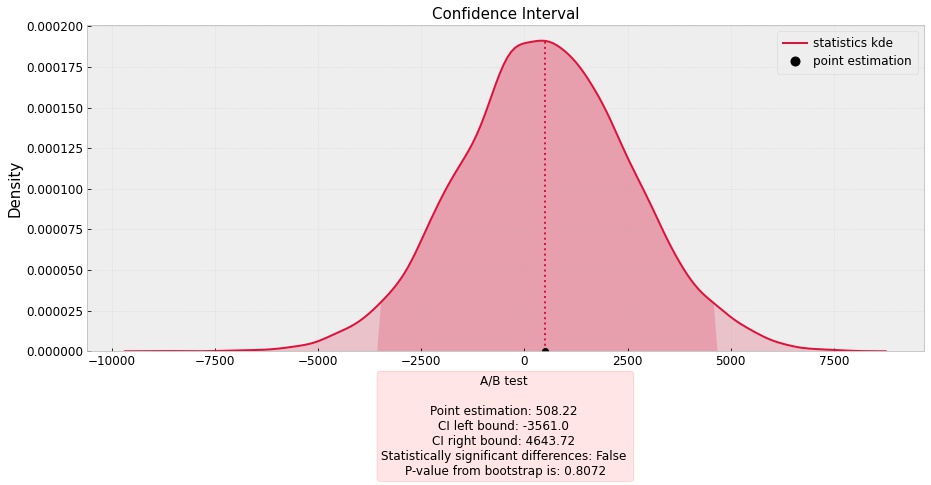 Confidence Interval
0.000200
0.000175
0.000150
0.000125
0.000100
0.000075
0.000050
0.000025
0.000000
Density
statistics kde
point estimation
−10000 −7500 −5000 −2500 0 2500 5000 7500
A/B test
Point estimation: 508.22
CI left bound: -3561.0
CI right bound: 4643.72
Statistically significant differences: False
P-value from bootstrap is: 0.8072